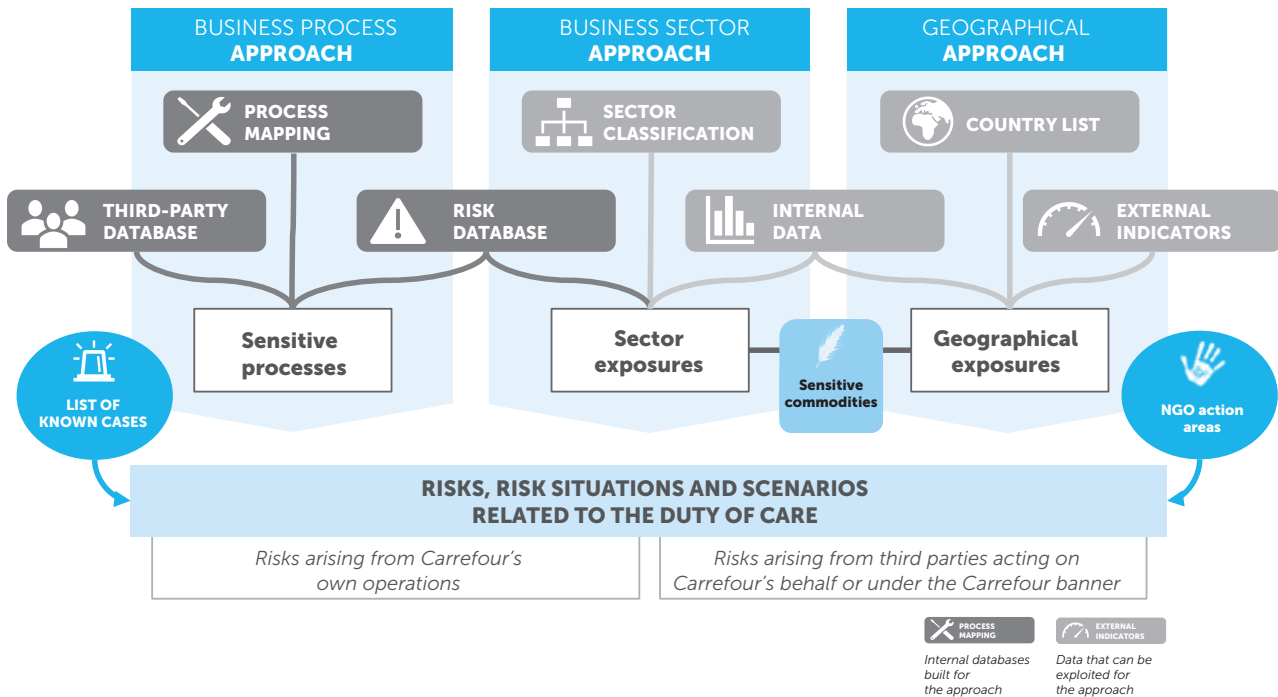 BUSINESS PROCESS
APPROACH
BUSINESS SECTOR
APPROACH
GEOGRAPHICAL
APPROACH
PROCESS
MAPPING
SECTOR
CLASSIFICATION
COUNTRY LIST
THIRD-PARTY
DATABASE
RISK
DATABASE
INTERNAL
DATA
EXTERNAL
INDICATORS
Sensitive
processes
Sector
exposures
Geographical
exposures
Sensitive
commodities
LIST OF
KNOWN CASES
NGO action
areas
RISKS, RISK SITUATIONS AND SCENARIOS
RELATED TO THE DUTY OF CARE
Risks arising from Carrefour's
own operations
Risks arising from third parties acting on
Carrefour's behalf or under the Carrefour banner
PROCESS
MAPPING
EXTERNAL
INDICATORS
Internal databases
built for
the approach
Data that can be
exploited for
the approach